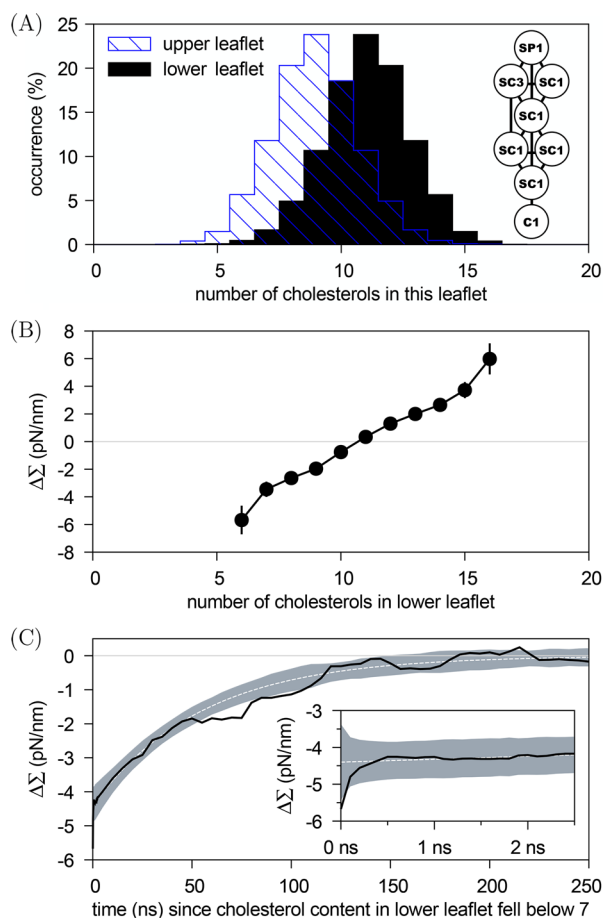 (A)
25
20
15
10
5
0
occurrence (%)
upper leaflet
lower leaflet
SP1
SC3 SC1
SC1
SC1 SC1
SC1
C1
0 5 10 15 20
number of cholesterols in this leaflet
(B)
8
6
4
2
0
-2
-4
-6
-8
ΔΣ (pN/nm)
0 5 10 15 20
number of cholesterols in lower leaflet
(C)
0
-1
-2
-3
-4
-5
-6
ΔΣ (pN/nm)
-3
-4
-5
-6
ΔΣ (pN/nm)
0 ns 1 ns 2 ns
0 50 100 150 200 250
time (ns) since cholesterol content in lower leaflet fell below 7